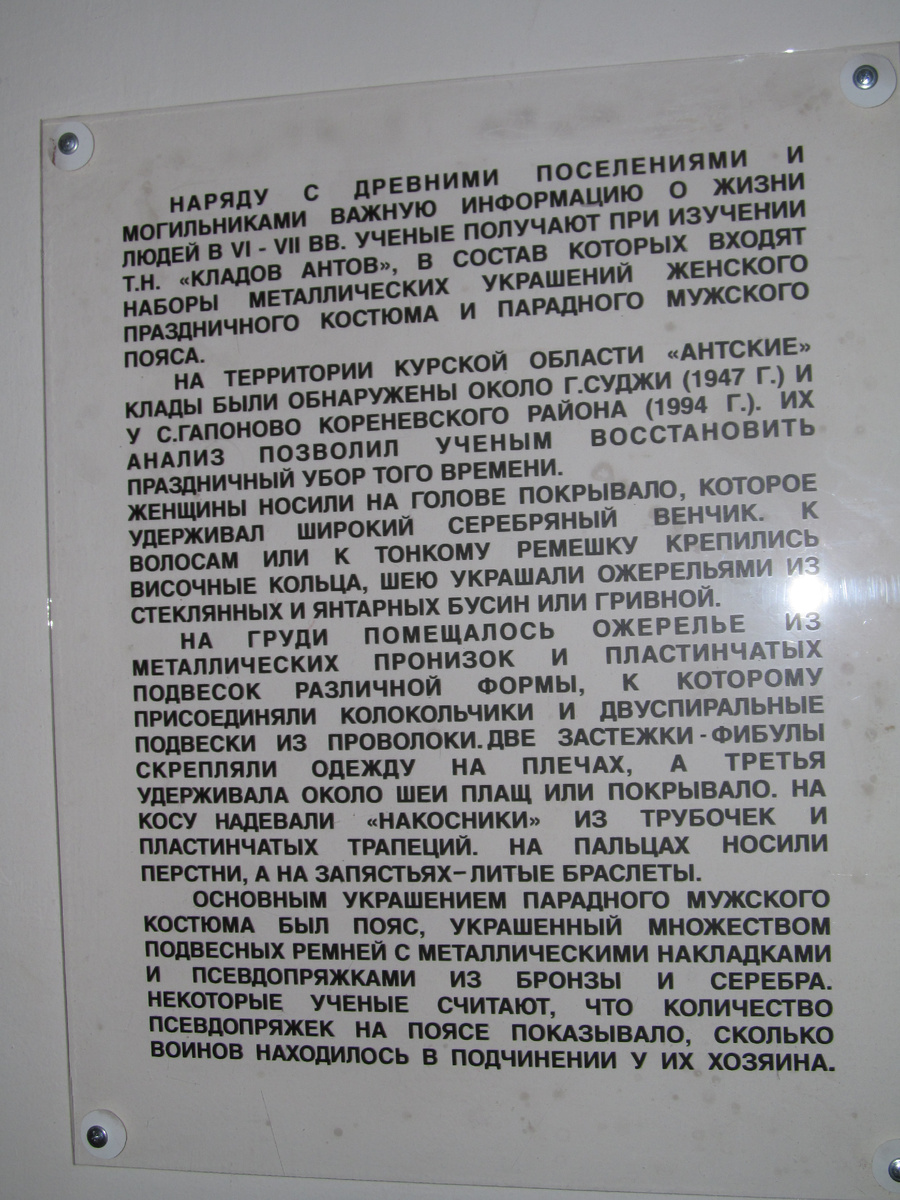 НАРЯДУ С ДРЕВНИМИ ПОСЕЛЕНИЯМИ И
МОГИЛЬНИКАМИ ВАЖНУЮ ИНФОРМАЦИЮ О ЖИЗНИ
ЛЮДЕЙ В VI - VII ВВ. УЧЕНЫЕ ПОЛУЧАЮТ ПРИ ИЗУЧЕНИИ
Т.Н. «КЛАДОВ АНТОВ», В СОСТАВ КОТОРЫХ ВХОДЯТ
НАБОРЫ МЕТАЛЛИЧЕСКИХ УКРАШЕНИЙ ЖЕНСКОГО
ПРАЗДНИЧНОГО КОСТЮМА И ПАРАДНОГО МУЖСКОГО
ПОЯСА.
НА ТЕРРИТОРИИ КУРСКОЙ ОБЛАСТИ «АНТСКИЕ»
КЛАДЫ БЫЛИ ОБНАРУЖЕНЫ ОКОЛО Г.СУДЖИ (1947 Г.) И
У С.ГАПОНОВО КОРЕНЕВСКОГО РАЙОНА (1994 Г.). ИХ
АНАЛИЗ ПОЗВОЛИЛ УЧЕНЫМ ВОССТАНОВИТЬ
ПРАЗДНИЧНЫЙ УБОР ТОГО ВРЕМЕНИ.
ЖЕНЩИНЫ НОСИЛИ НА ГОЛОВЕ ПОКРЫВАЛО, КОТОРОЕ
УДЕРЖИВАЛ ШИРОКИЙ СЕРЕБРЯНЫЙ ВЕНЧИК. К
ВОЛОСАМ ИЛИ К ТОНКОМУ РЕМЕШКУ КРЕПИЛИСЬ
ВИСОЧНЫЕ КОЛЬЦА, ШЕЮ УКРАШАЛИ ОЖЕРЕЛЬЯМИ ИЗ
СТЕКЛЯННЫХ И ЯНТАРНЫХ БУСИН ИЛИ ГРИВНОЙ.
НА ГРУДИ ПОМЕЩАЛОСЬ ОЖЕРЕЛЬЕ ИЗ
МЕТАЛЛИЧЕСКИХ ПРОНИЗОК И ПЛАСТИНЧАТЫХ
ПОДВЕСОК РАЗЛИЧНОЙ ФОРМЫ, К КОТОРОМУ
ПРИСОЕДИНЯЛИ КОЛОКОЛЬЧИКИ И ДВУСПИРАЛЬНЫЕ
ПОДВЕСКИ ИЗ ПРОВОЛОКИ. ДВЕ ЗАСТЕЖКИ - ФИБУЛЫ
СКРЕПЛЯЛИ ОДЕЖДУ НА ПЛЕЧАХ, А ТРЕТЬЯ
УДЕРЖИВАЛА ОКОЛО ШЕИ ПЛАЩ ИЛИ ПОКРЫВАЛО. НА
КОСУ НАДЕВАЛИ «НАКОСНИКИ» ИЗ ТРУБОЧЕК И
ПЛАСТИНЧАТЫХ ТРАПЕЦИЙ. НА ПАЛЬЦАХ НОСИЛИ
ПЕРСТНИ, А НА ЗАПЯСТЬЯХ–ЛИТЫЕ БРАСЛЕТЫ.
ОСНОВНЫМ УКРАШЕНИЕМ ПАРАДНОГО МУЖСКОГО
КОСТЮМА БЫЛ ПОЯС, УКРАШЕННЫЙ МНОЖЕСТВОМ
ПОДВЕСНЫХ РЕМНЕЙ С МЕТАЛЛИЧЕСКИМИ НАКЛАДКАМИ
И ПСЕВДОПРЯЖКАМИ ИЗ БРОНЗЫ И СЕРЕБРА.
НЕКОТОРЫЕ УЧЕНЫЕ СЧИТАЮТ, ЧТО КОЛИЧЕСТВО
ПСЕВДОПРЯЖЕК НА ПОЯСЕ ПОКАЗЫВАЛО, СКОЛЬКО
ВОИНОВ НАХОДИЛОСЬ В ПОДЧИНЕНИИ У ИХ ХОЗЯИНА.